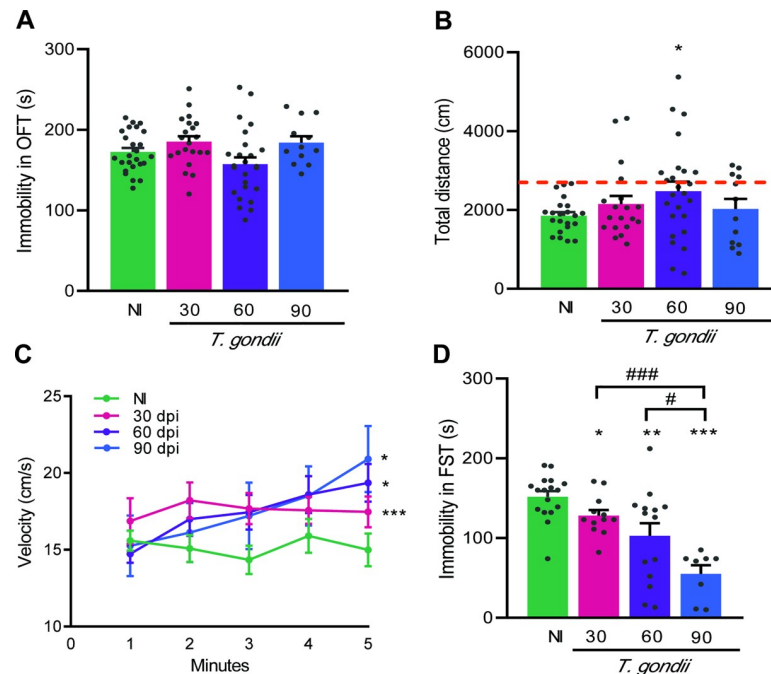 A
Immobility in OFT (s)
300
200
100
0
NI
30
60
90
T. gondii
B
Total distance (cm)
6000
4000
2000
0
*
NI
30
60
90
T. gondii
C
Velocity (cm/s)
25
20
15
10
NI
30 dpi
60 dpi
90 dpi
*
*
***
0
1
2
3
4
5
Minutes
D
Immobility in FST (s)
300
200
100
0
###
#
*
**
***
NI
30
60
90
T. gondii